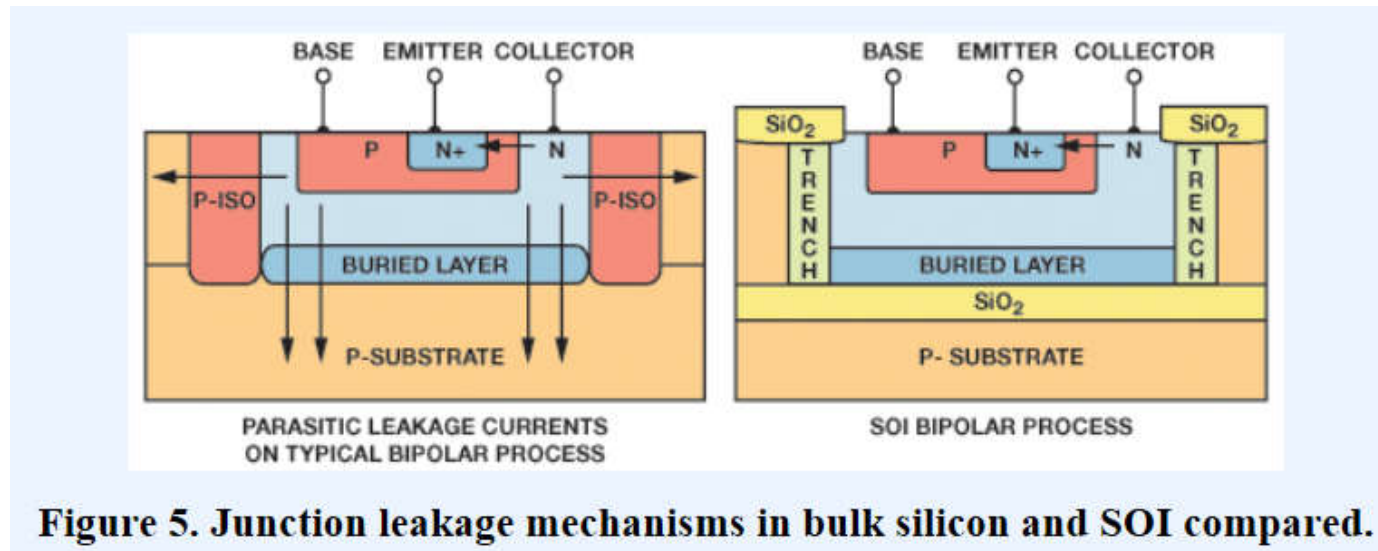 BASE EMITTER COLLECTOR
P N+ N
P-ISO P-ISO
BURIED LAYER
P-SUBSTRATE
PARASITIC LEAKAGE CURRENTS
ON TYPICAL BIPOLAR PROCESS
BASE EMITTER COLLECTOR
SiO₂ SiO₂
P N+ N
TRENCH TRENCH
BURIED LAYER
SiO₂
P- SUBSTRATE
SOI BIPOLAR PROCESS
Figure 5. Junction leakage mechanisms in bulk silicon and SOI compared.